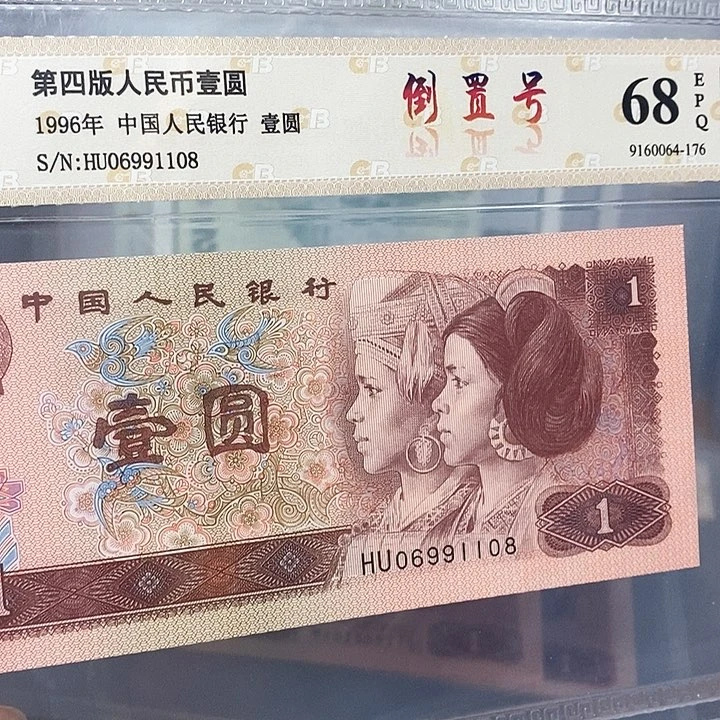 第四版人民币壹圆
1996年 中国人民银行 壹圆
S/N:HU06991108
倒置号
68 EPQ
9160064-176
中国人民银行
壹圆
1
1
HU06991108